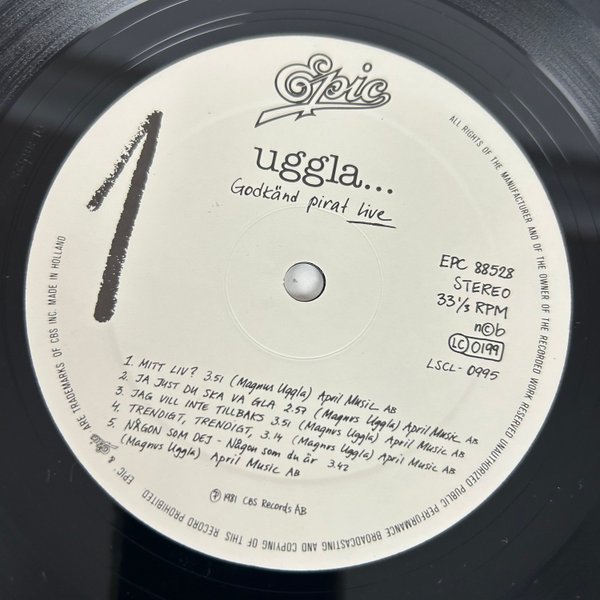 Epic
1
uggla...
Godkänd pirat live
EPC 88528
STEREO
33 1/3 RPM
n©b
LC 0199
LSCL-0995
1. MITT LIV? 3.51 (Magnus Uggla) April Music AB
2. JA JUST DU SKA VA GLA 2.57 (Magnus Uggla) April Music AB
3. JAG VILL INTE TILLBAKS 3.51 (Magnus Uggla) April Music AB
4. TRENDIGT, TRENDIGT, 3.14 (Magnus Uggla) April Music AB
5. NÅGON SOM DEJ - Någon som du är 3.42
(Magnus Uggla) April Music AB
℗ 1981 CBS Records AB
ALL RIGHTS OF THE MANUFACTURER AND OF THE OWNER OF THE RECORDED WORK RESERVED UNAUTHORIZED PUBLIC PERFORMANCE BROADCASTING AND COPYING OF THIS RECORD PROHIBITED
EPIC & Epic ARE TRADEMARKS OF CBS INC. MADE IN HOLLAND